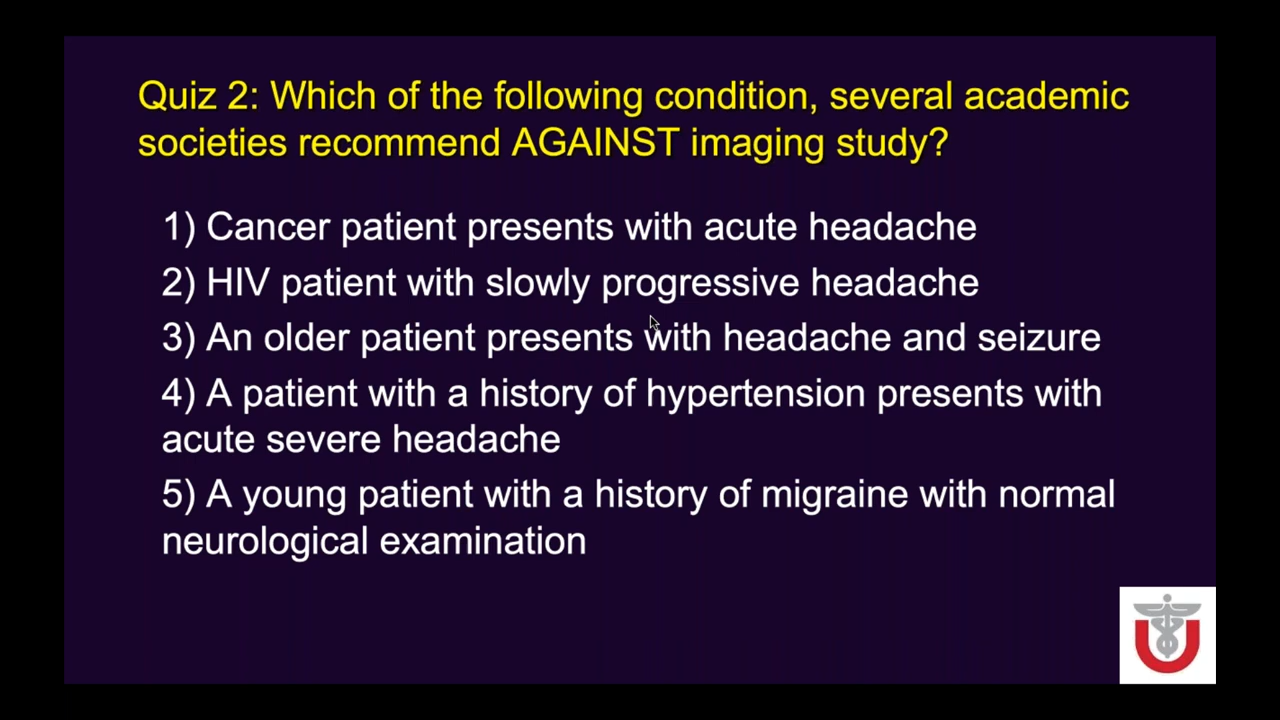 Quiz 2: Which of the following condition, several academic
societies recommend AGAINST imaging study?
1) Cancer patient presents with acute headache
2) HIV patient with slowly progressive headache
3) An older patient presents with headache and seizure
4) A patient with a history of hypertension presents with
acute severe headache
5) A young patient with a history of migraine with normal
neurological examination